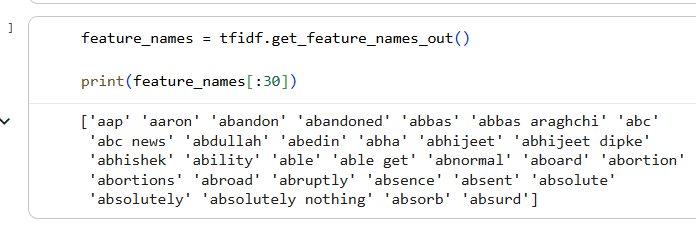 ]
feature_names = tfidf.get_feature_names_out()
print(feature_names[:30])
['aap' 'aaron' 'abandon' 'abandoned' 'abbas' 'abbas araghchi' 'abc'
'abc news' 'abdullah' 'abedin' 'abha' 'abhijeet' 'abhijeet dipke'
'abhishek' 'ability' 'able' 'able get' 'abnormal' 'aboard' 'abortion'
'abortions' 'abroad' 'abruptly' 'absence' 'absent' 'absolute'
'absolutely' 'absolutely nothing' 'absorb' 'absurd']